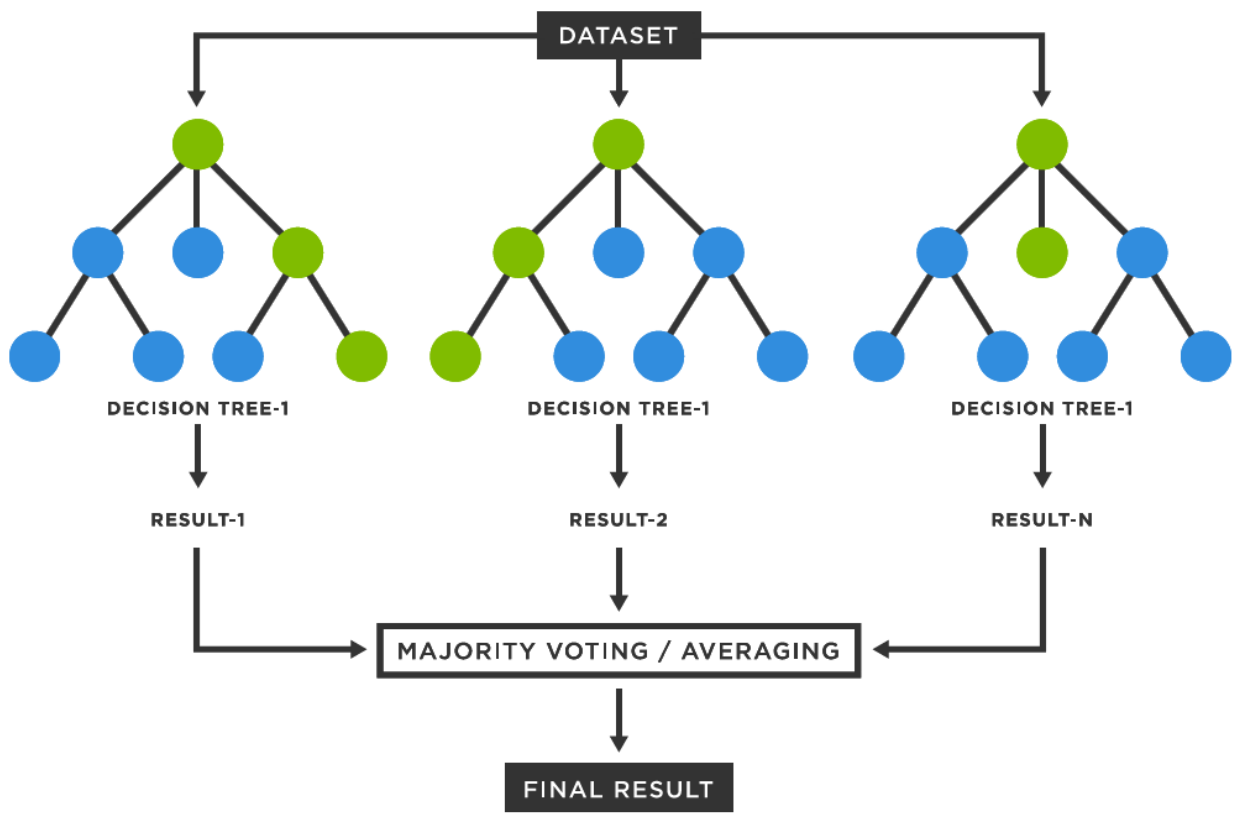 DATASET
DECISION TREE-1
DECISION TREE-1
DECISION TREE-1
RESULT-1
RESULT-2
RESULT-N
MAJORITY VOTING / AVERAGING
FINAL RESULT